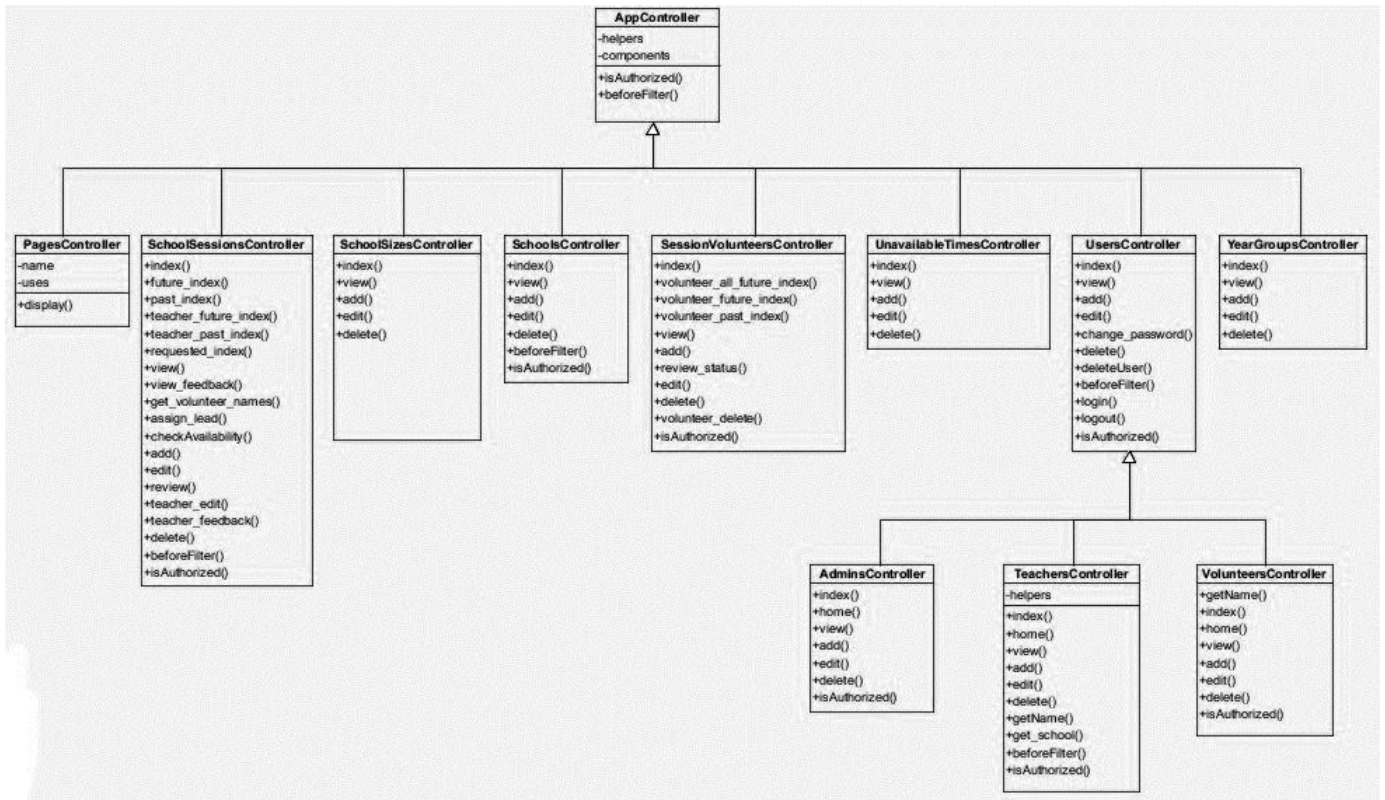 AppController
-helpers
-components
+isAuthorized()
+beforeFilter()
PagesController
-name
-uses
+display()
SchoolSessionsController
+index()
+future_index()
+past_index()
+teacher_future_index()
+teacher_past_index()
+requested_index()
+view()
+view_feedback()
+get_volunteer_names()
+assign_lead()
+checkAvailability()
+add()
+edit()
+review()
+teacher_edit()
+teacher_feedback()
+delete()
+beforeFilter()
+isAuthorized()
SchoolSizesController
+index()
+view()
+add()
+edit()
+delete()
SchoolsController
+index()
+view()
+add()
+edit()
+delete()
+beforeFilter()
+isAuthorized()
SessionVolunteersController
+index()
+volunteer_all_future_index()
+volunteer_future_index()
+volunteer_past_index()
+view()
+add()
+review_status()
+edit()
+delete()
+volunteer_delete()
+isAuthorized()
UnavailableTimesController
+index()
+view()
+add()
+edit()
+delete()
UsersController
+index()
+view()
+add()
+edit()
+change_password()
+delete()
+deleteUser()
+beforeFilter()
+login()
+logout()
+isAuthorized()
YearGroupsController
+index()
+view()
+add()
+edit()
+delete()
AdminsController
+index()
+home()
+view()
+add()
+edit()
+delete()
+isAuthorized()
TeachersController
-helpers
+index()
+home()
+view()
+add()
+edit()
+delete()
+getName()
+get_school()
+beforeFilter()
+isAuthorized()
VolunteersController
+getName()
+index()
+home()
+view()
+add()
+edit()
+delete()
+isAuthorized()